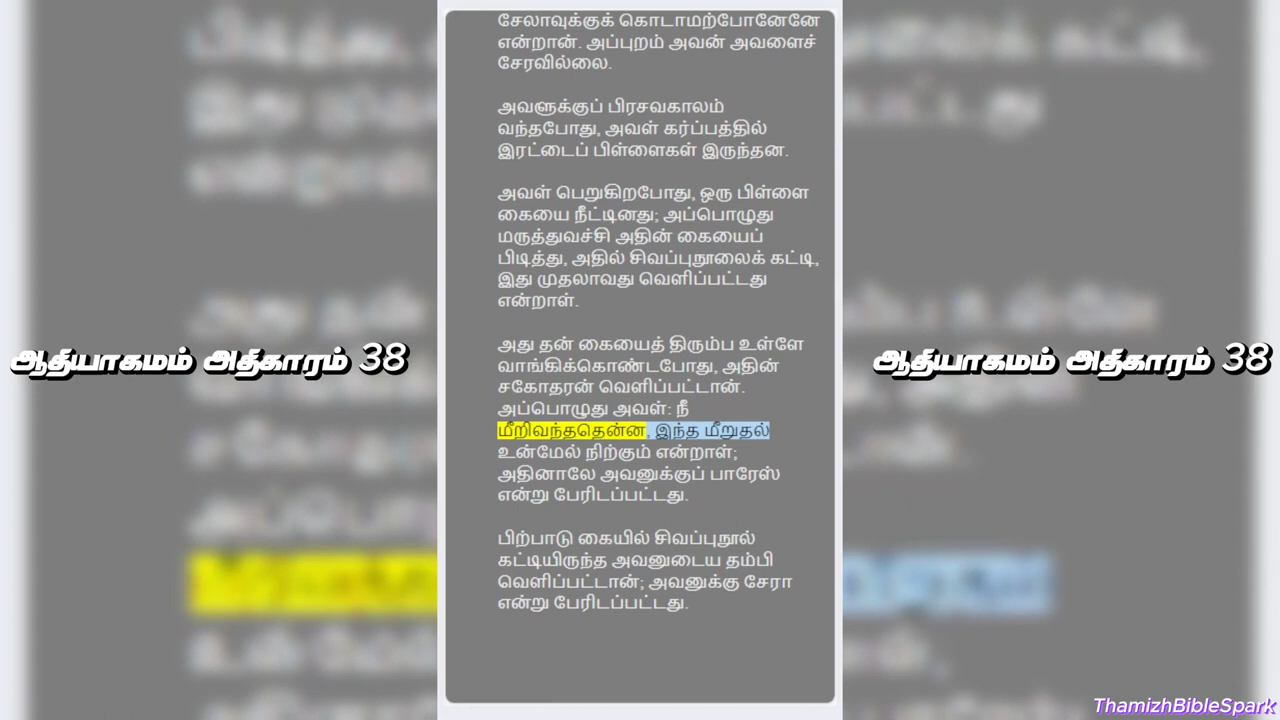 சேலாவுக்குக் கொடாமற்போனேனே
என்றான். அப்புறம் அவன் அவளைச்
சேரவில்லை.
அவளுக்குப் பிரசவகாலம்
வந்தபோது, அவள் கர்ப்பத்தில்
இரட்டைப் பிள்ளைகள் இருந்தன.
அவள் பெறுகிறபோது, ஒரு பிள்ளை
கையை நீட்டினது; அப்பொழுது
மருத்துவச்சி அதின் கையைப்
பிடித்து, அதில் சிவப்புநூலைக் கட்டி,
இது முதலாவது வெளிப்பட்டது
என்றாள்.
அது தன் கையைத் திரும்ப உள்ளே
வாங்கிக்கொண்டபோது, அதின்
சகோதரன் வெளிப்பட்டான்.
அப்பொழுது அவள்: நீ
மீறிவந்ததென்ன, இந்த மீறுதல்
உன்மேல் நிற்கும் என்றாள்;
அதினாலே அவனுக்குப் பாரேஸ்
என்று பேரிடப்பட்டது.
பிற்பாடு கையில் சிவப்புநூல்
கட்டியிருந்த அவனுடைய தம்பி
வெளிப்பட்டான்; அவனுக்கு சேரா
என்று பேரிடப்பட்டது.
ஆதியாகமம் அதிகாரம் 38
ஆதியாகமம் அதிகாரம் 38
ThamizhBibleSpark